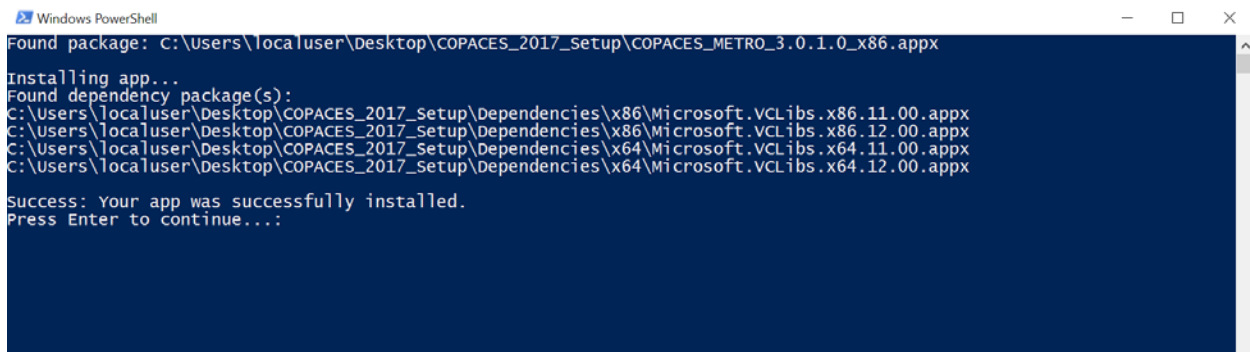 Windows PowerShell
Found package: C:\Users\localuser\Desktop\COPACES_2017_Setup\COPACES_METRO_3.0.1.0_x86.appx
Installing app...
Found dependency package(s):
C:\Users\localuser\Desktop\COPACES_2017_Setup\Dependencies\x86\Microsoft.VCLibs.x86.11.00.appx
C:\Users\localuser\Desktop\COPACES_2017_Setup\Dependencies\x86\Microsoft.VCLibs.x86.12.00.appx
C:\Users\localuser\Desktop\COPACES_2017_Setup\Dependencies\x64\Microsoft.VCLibs.x64.11.00.appx
C:\Users\localuser\Desktop\COPACES_2017_Setup\Dependencies\x64\Microsoft.VCLibs.x64.12.00.appx
Success: Your app was successfully installed.
Press Enter to continue...: